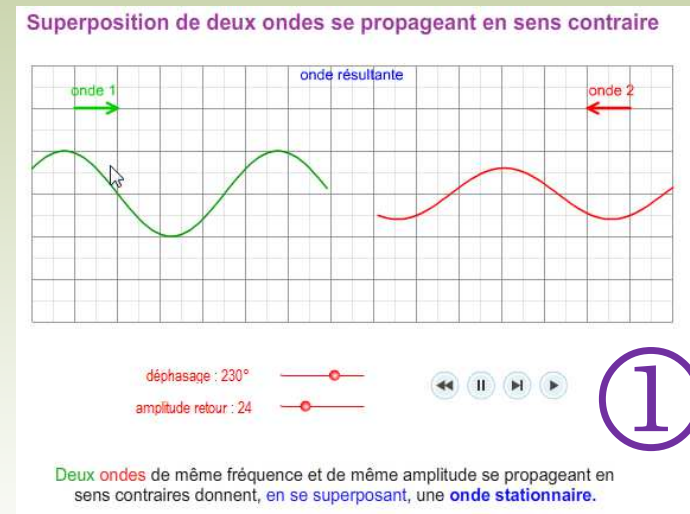 Superposition de deux ondes se propageant en sens contraire
onde résultante
onde 1
onde 2
déphasage : 230°
amplitude retour : 24
1
Deux ondes de même fréquence et de même amplitude se propageant en
sens contraires donnent, en se superposant, une onde stationnaire.